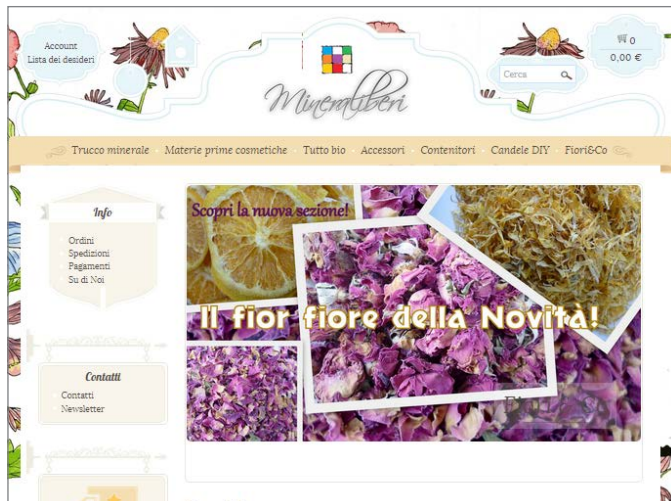 Account
Lista dei desideri
0
0,00 €
Cerca
Mineraliberi
Trucco minerale Materie prime cosmetiche Tutto bio Accessori Contenitori Candele DIY Fiori&Co
Info
Ordini
Spedizioni
Pagamenti
Su di Noi
Contatti
Contatti
Newsletter
Scopri la nuova sezione!
Il fior fiore della Novità!